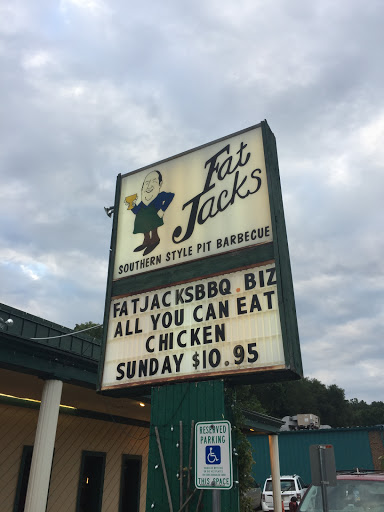 Fat
Jacks
SOUTHERN STYLE PIT BARBECUE
FATJACKSBBQ.BIZ
ALL YOU CAN EAT
CHICKEN
SUNDAY $10.95
RESERVED
PARKING
THIS SPACE